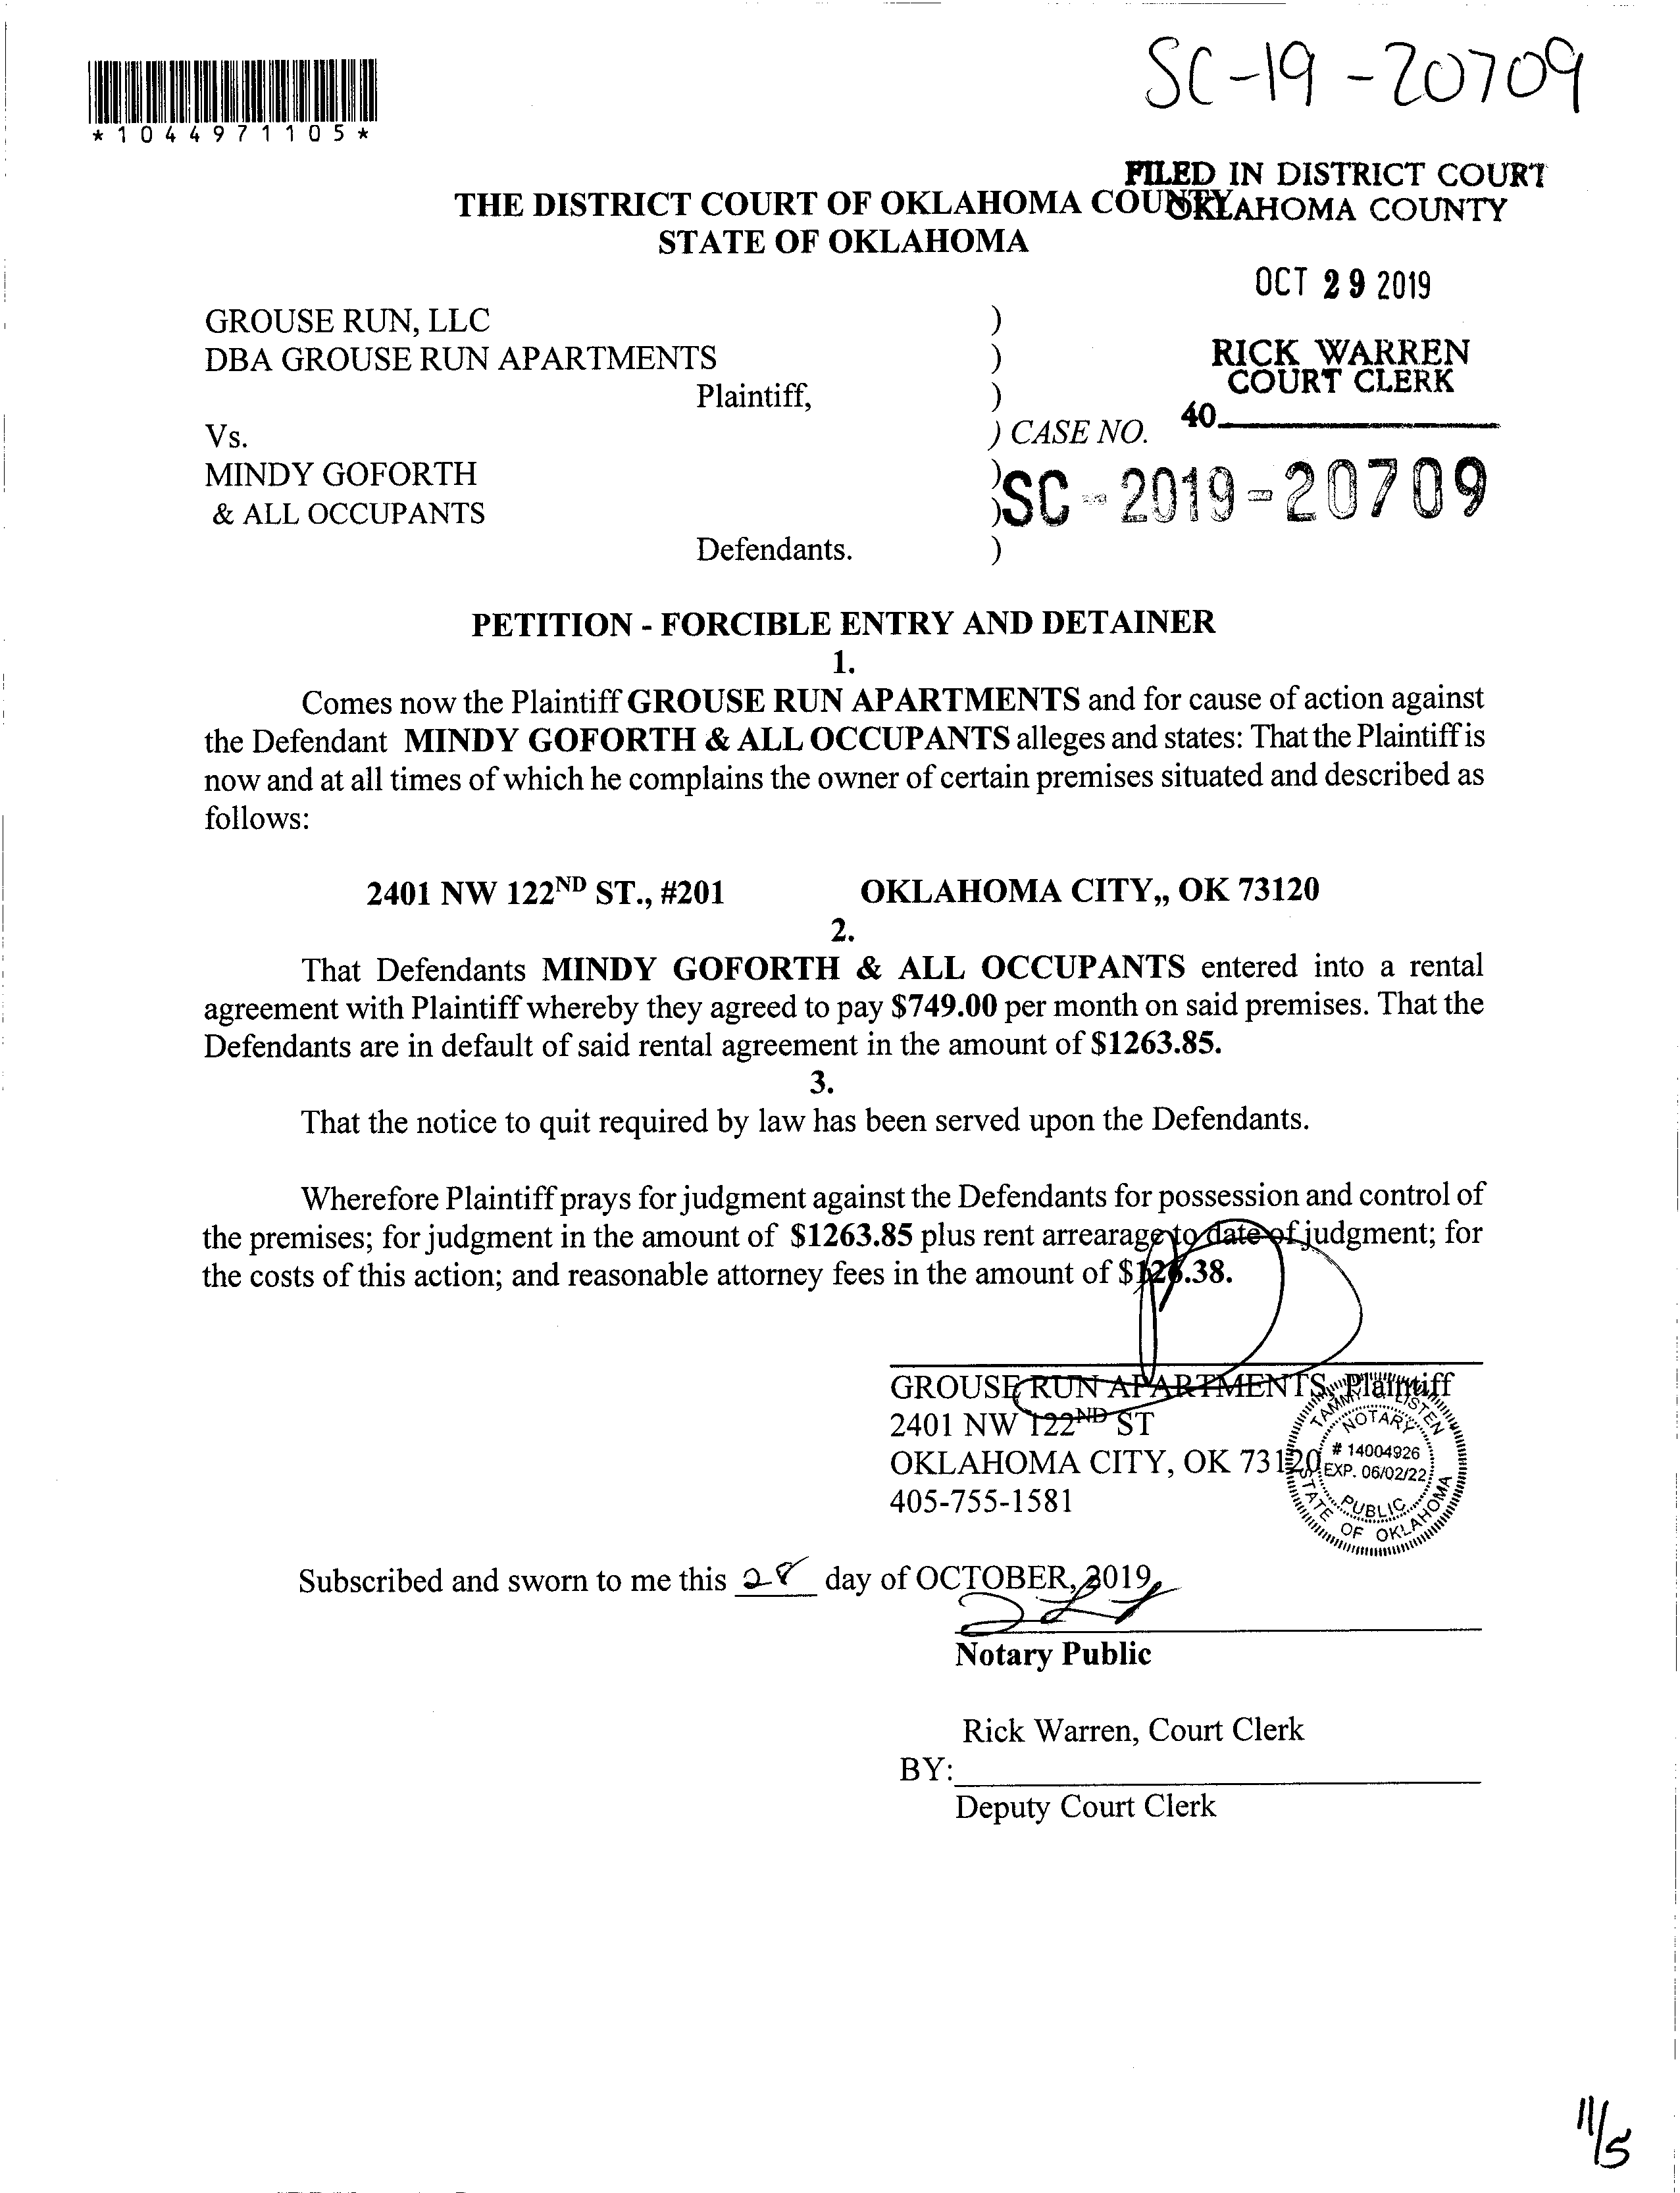 SC-19-20709
*1044971105*
FILED IN DISTRICT COURT
OKLAHOMA COUNTY
THE DISTRICT COURT OF OKLAHOMA COUNTY
STATE OF OKLAHOMA
OCT 29 2019
GROUSE RUN, LLC )
DBA GROUSE RUN APARTMENTS )
RICK WARREN
COURT CLERK
Plaintiff, )
40
Vs. ) CASE NO.
MINDY GOFORTH )
& ALL OCCUPANTS ) SC-2019-20709
Defendants. )
PETITION - FORCIBLE ENTRY AND DETAINER
1.
Comes now the Plaintiff GROUSE RUN APARTMENTS and for cause of action against
the Defendant MINDY GOFORTH & ALL OCCUPANTS alleges and states: That the Plaintiff is
now and at all times of which he complains the owner of certain premises situated and described as
follows:
2401 NW 122ND ST., #201 OKLAHOMA CITY,, OK 73120
2.
That Defendants MINDY GOFORTH & ALL OCCUPANTS entered into a rental
agreement with Plaintiff whereby they agreed to pay $749.00 per month on said premises. That the
Defendants are in default of said rental agreement in the amount of $1263.85.
3.
That the notice to quit required by law has been served upon the Defendants.
Wherefore Plaintiff prays for judgment against the Defendants for possession and control of
the premises; for judgment in the amount of $1263.85 plus rent arrearage to date of judgment; for
the costs of this action; and reasonable attorney fees in the amount of $126.38.
GROUSE RUN APARTMENTS, Plaintiff
2401 NW 122ND ST
OKLAHOMA CITY, OK 73120
405-755-1581
NOTARY
# 14004926
EXP. 06/02/22
PUBLIC
STATE OF OKLAHOMA
Subscribed and sworn to me this 28 day of OCTOBER, 2019
Notary Public
Rick Warren, Court Clerk
BY:
Deputy Court Clerk
11/5